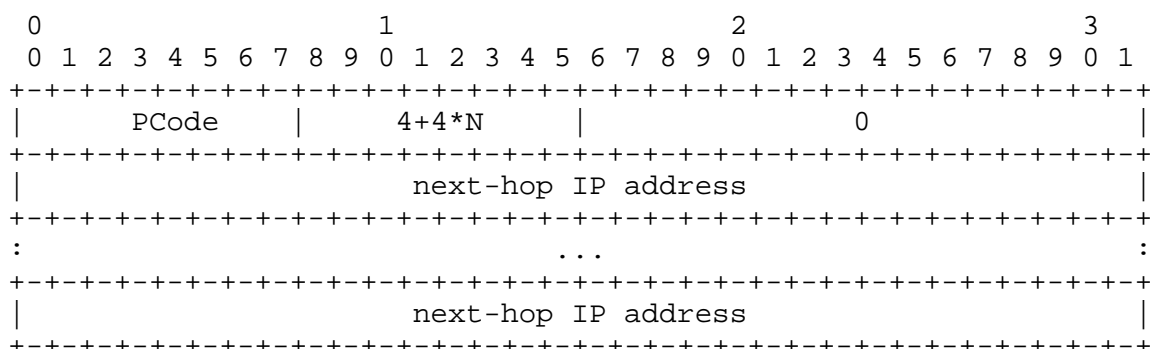 0                   1                   2                   3
 0 1 2 3 4 5 6 7 8 9 0 1 2 3 4 5 6 7 8 9 0 1 2 3 4 5 6 7 8 9 0 1
+-+-+-+-+-+-+-+-+-+-+-+-+-+-+-+-+-+-+-+-+-+-+-+-+-+-+-+-+-+-+-+-+
|      PCode    |     4+4*N     |               0               |
+-+-+-+-+-+-+-+-+-+-+-+-+-+-+-+-+-+-+-+-+-+-+-+-+-+-+-+-+-+-+-+-+
|                      next-hop IP address                      |
+-+-+-+-+-+-+-+-+-+-+-+-+-+-+-+-+-+-+-+-+-+-+-+-+-+-+-+-+-+-+-+-+
:                              ...                              :
+-+-+-+-+-+-+-+-+-+-+-+-+-+-+-+-+-+-+-+-+-+-+-+-+-+-+-+-+-+-+-+-+
|                      next-hop IP address                      |
+-+-+-+-+-+-+-+-+-+-+-+-+-+-+-+-+-+-+-+-+-+-+-+-+-+-+-+-+-+-+-+-+